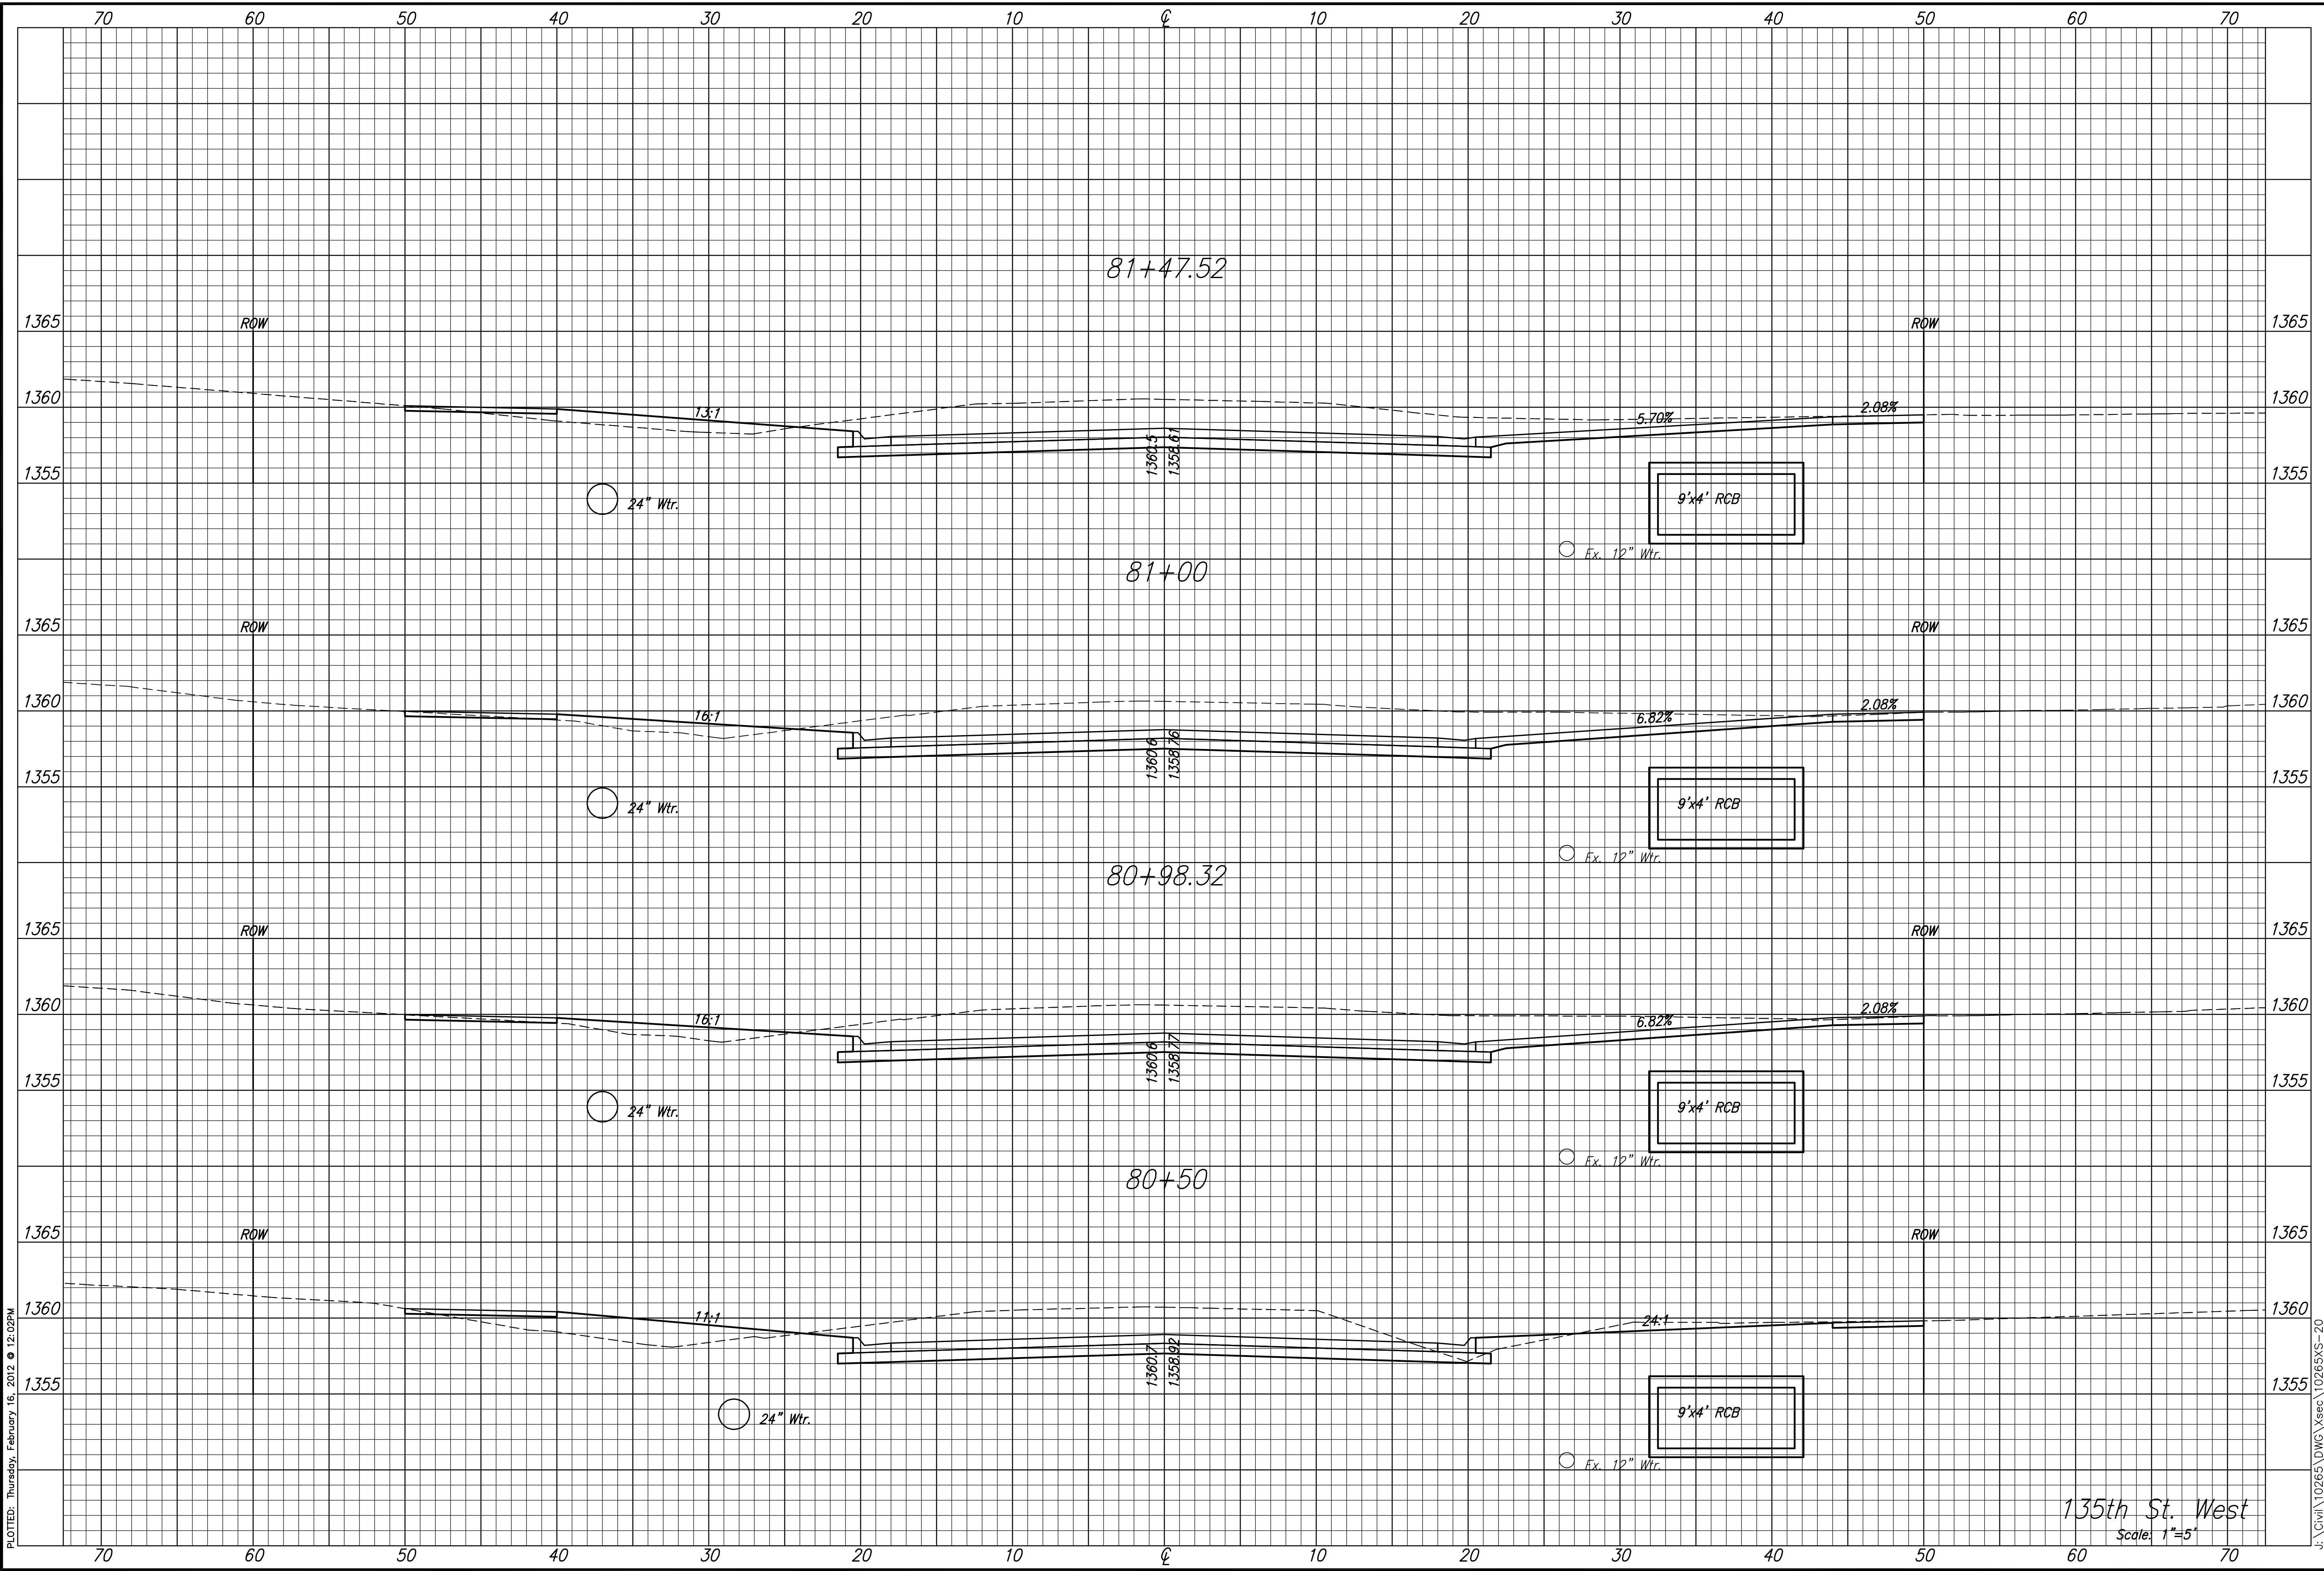 70 60 50 40 30 20 10 ℄ 10 20 30 40 50 60 70
81+47.52
1365 ROW ROW 1365
1360 13:1 5.70% 2.08% 1360
1360.5 1358.61
1355 24" Wtr. 9'x4' RCB 1355
Ex. 12" Wtr.
81+00
1365 ROW ROW 1365
1360 16:1 6.82% 2.08% 1360
1360.6 1358.76
1355 24" Wtr. 9'x4' RCB 1355
Ex. 12" Wtr.
80+98.32
1365 ROW ROW 1365
1360 16:1 6.82% 2.08% 1360
1360.6 1358.77
1355 24" Wtr. 9'x4' RCB 1355
Ex. 12" Wtr.
80+50
1365 ROW ROW 1365
1360 11:1 24:1 1360
1360.7 1358.92
1355 24" Wtr. 9'x4' RCB 1355
Ex. 12" Wtr.
135th St. West
Scale: 1"=5'
70 60 50 40 30 20 10 ℄ 10 20 30 40 50 60 70
PLOTTED: Thursday, February 16, 2012 @ 12:02PM
J:\Civil\10265\DWG\Xsec\10265XS-20